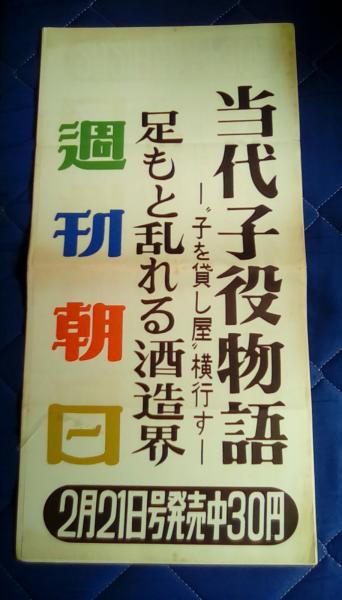 当代子役物語
―〝子を貸し屋〟横行す―
足もと乱れる酒造界
週刊朝日
2月21日号発売中30円